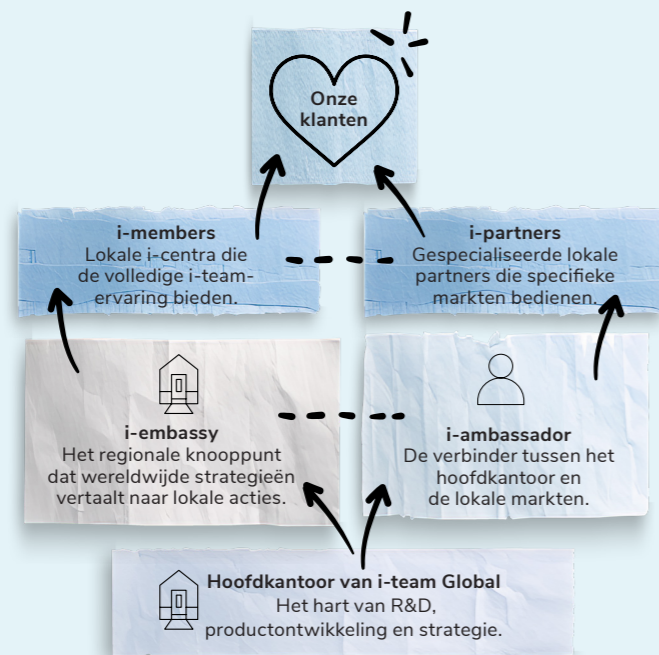 Onze
klanten
i-members
Lokale i-centra die
de volledige i-team-
ervaring bieden.
i-partners
Gespecialiseerde lokale
partners die specifieke
markten bedienen.
i-embassy
Het regionale knooppunt
dat wereldwijde strategieën
vertaalt naar lokale acties.
i-ambassador
De verbinder tussen het
hoofdkantoor en
de lokale markten.
Hoofdkantoor van i-team Global
Het hart van R&D,
productontwikkeling en strategie.